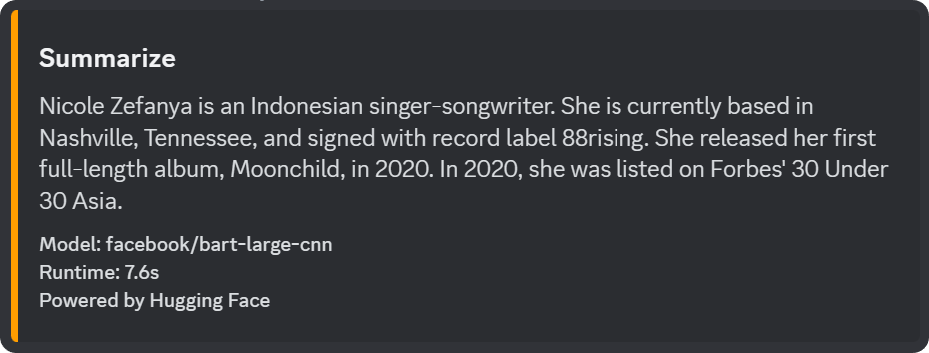 Summarize
Nicole Zefanya is an Indonesian singer-songwriter. She is currently based in
Nashville, Tennessee, and signed with record label 88rising. She released her first
full-length album, Moonchild, in 2020. In 2020, she was listed on Forbes' 30 Under
30 Asia.
Model: facebook/bart-large-cnn
Runtime: 7.6s
Powered by Hugging Face